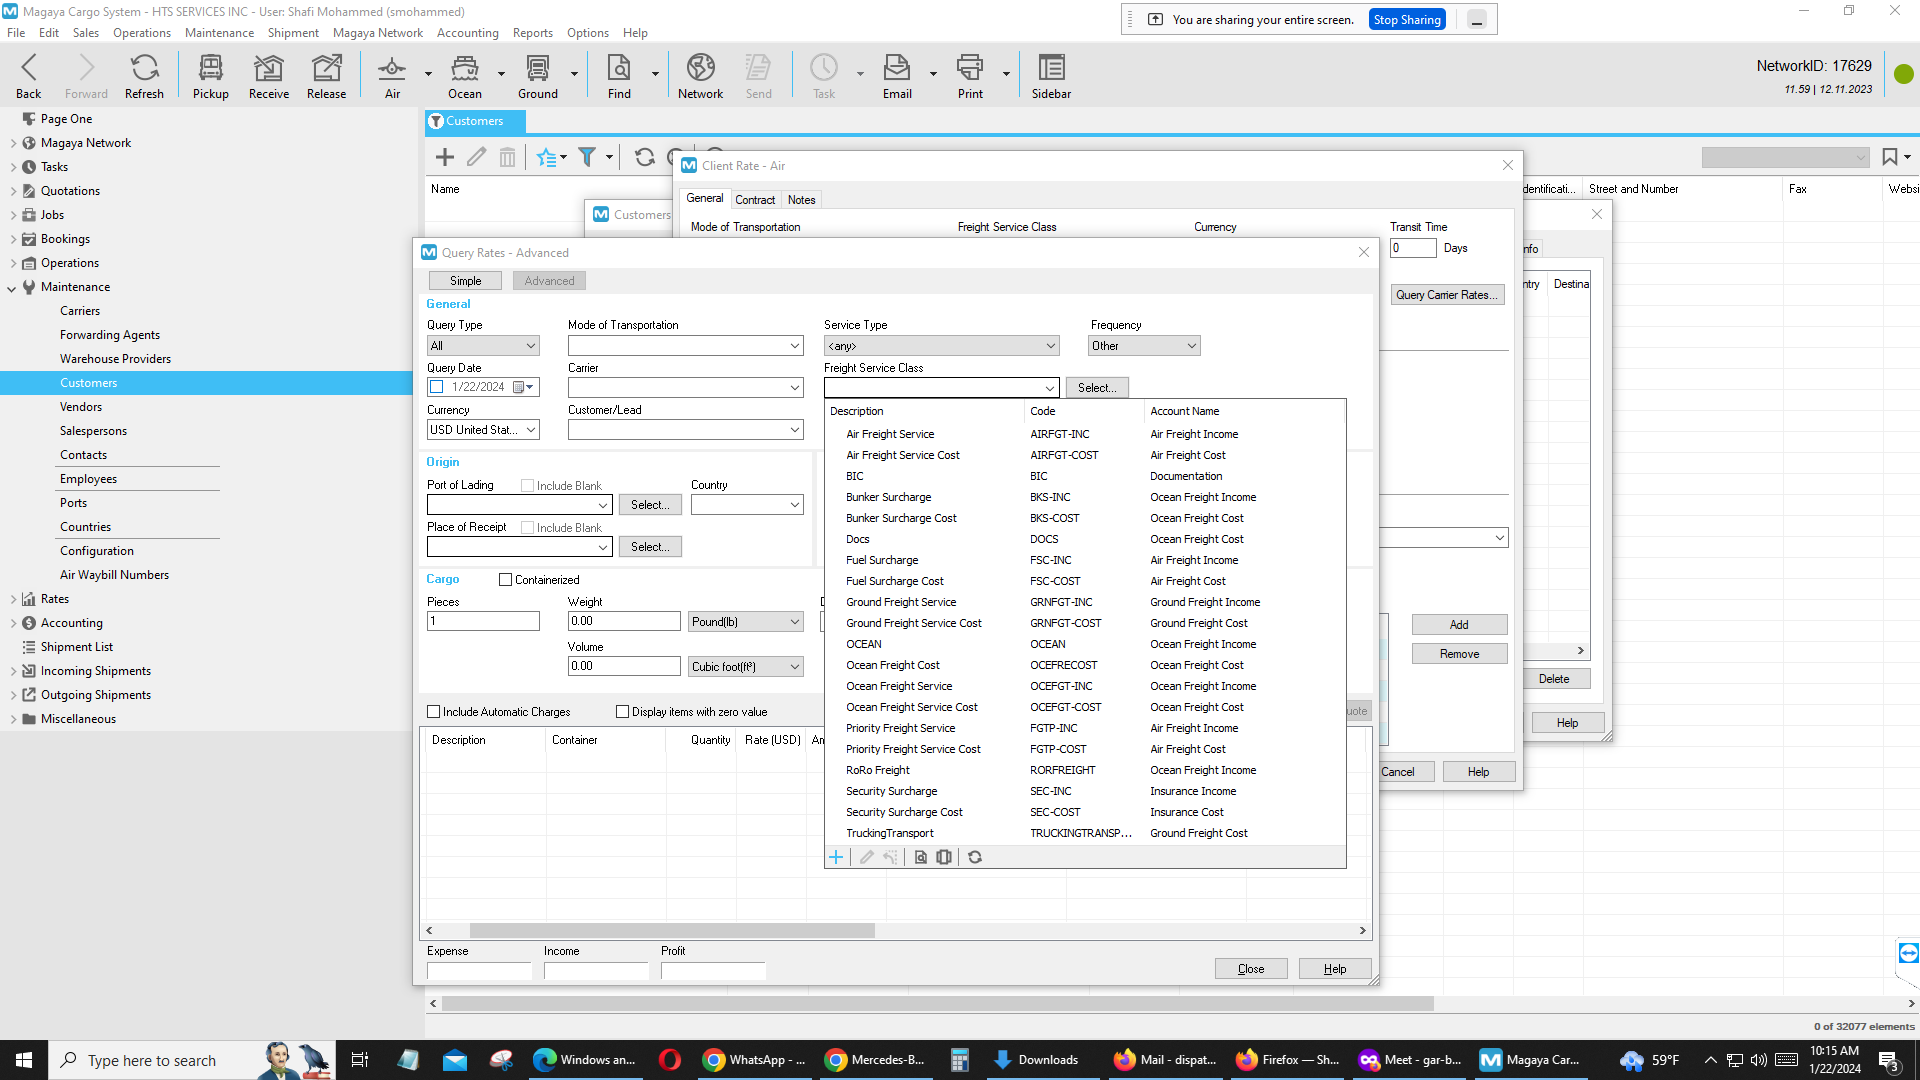 Magaya Cargo System - HTS SERVICES INC - User: Shafi Mohammed (smohammed)
You are sharing your entire screen.
Stop Sharing
File Edit Sales Operations Maintenance Shipment Magaya Network Accounting Reports Options Help
Back Forward Refresh Pickup Receive Release Air Ocean Ground Find Network Send Task Email Print Sidebar
NetworkID: 17629
11.59 | 12.11.2023
Page One
Magaya Network
Tasks
Quotations
Jobs
Bookings
Operations
Maintenance
Carriers
Forwarding Agents
Warehouse Providers
Customers
Vendors
Salespersons
Contacts
Employees
Ports
Countries
Configuration
Air Waybill Numbers
Rates
Accounting
Shipment List
Incoming Shipments
Outgoing Shipments
Miscellaneous
Customers
Name
dentificati... Street and Number Fax Websi
Customers
nfo
ntry Destina
Delete
Help
Client Rate - Air
General Contract Notes
Mode of Transportation Freight Service Class Currency Transit Time
0 Days
Query Carrier Rates...
Add
Remove
Cancel Help
Query Rates - Advanced
Simple Advanced
General
Query Type Mode of Transportation Service Type Frequency
All <any> Other
Query Date Carrier Freight Service Class
1/22/2024 Select...
Currency Customer/Lead
USD United Stat...
Origin
Port of Lading Include Blank Country
Select...
Place of Receipt Include Blank
Select...
Cargo Containerized
Pieces Weight
1 0.00 Pound(lb)
Volume
0.00 Cubic foot(ft³)
Include Automatic Charges Display items with zero value
uote
Description Container Quantity Rate (USD) Am
Description Code Account Name
Air Freight Service AIRFGT-INC Air Freight Income
Air Freight Service Cost AIRFGT-COST Air Freight Cost
BIC BIC Documentation
Bunker Surcharge BKS-INC Ocean Freight Income
Bunker Surcharge Cost BKS-COST Ocean Freight Cost
Docs DOCS Ocean Freight Cost
Fuel Surcharge FSC-INC Air Freight Income
Fuel Surcharge Cost FSC-COST Air Freight Cost
Ground Freight Service GRNFGT-INC Ground Freight Income
Ground Freight Service Cost GRNFGT-COST Ground Freight Cost
OCEAN OCEAN Ocean Freight Income
Ocean Freight Cost OCEFRECOST Ocean Freight Cost
Ocean Freight Service OCEFGT-INC Ocean Freight Income
Ocean Freight Service Cost OCEFGT-COST Ocean Freight Cost
Priority Freight Service FGTP-INC Air Freight Income
Priority Freight Service Cost FGTP-COST Air Freight Cost
RoRo Freight RORFREIGHT Ocean Freight Income
Security Surcharge SEC-INC Insurance Income
Security Surcharge Cost SEC-COST Insurance Cost
TruckingTransport TRUCKINGTRANSP... Ground Freight Cost
Expense Income Profit
Close Help
0 of 32077 elements
Type here to search
Windows an...
WhatsApp - ...
Mercedes-B...
Downloads
Mail - dispat...
Firefox — Sh...
Meet - gar-b...
Magaya Car...
59°F
10:15 AM
1/22/2024
3